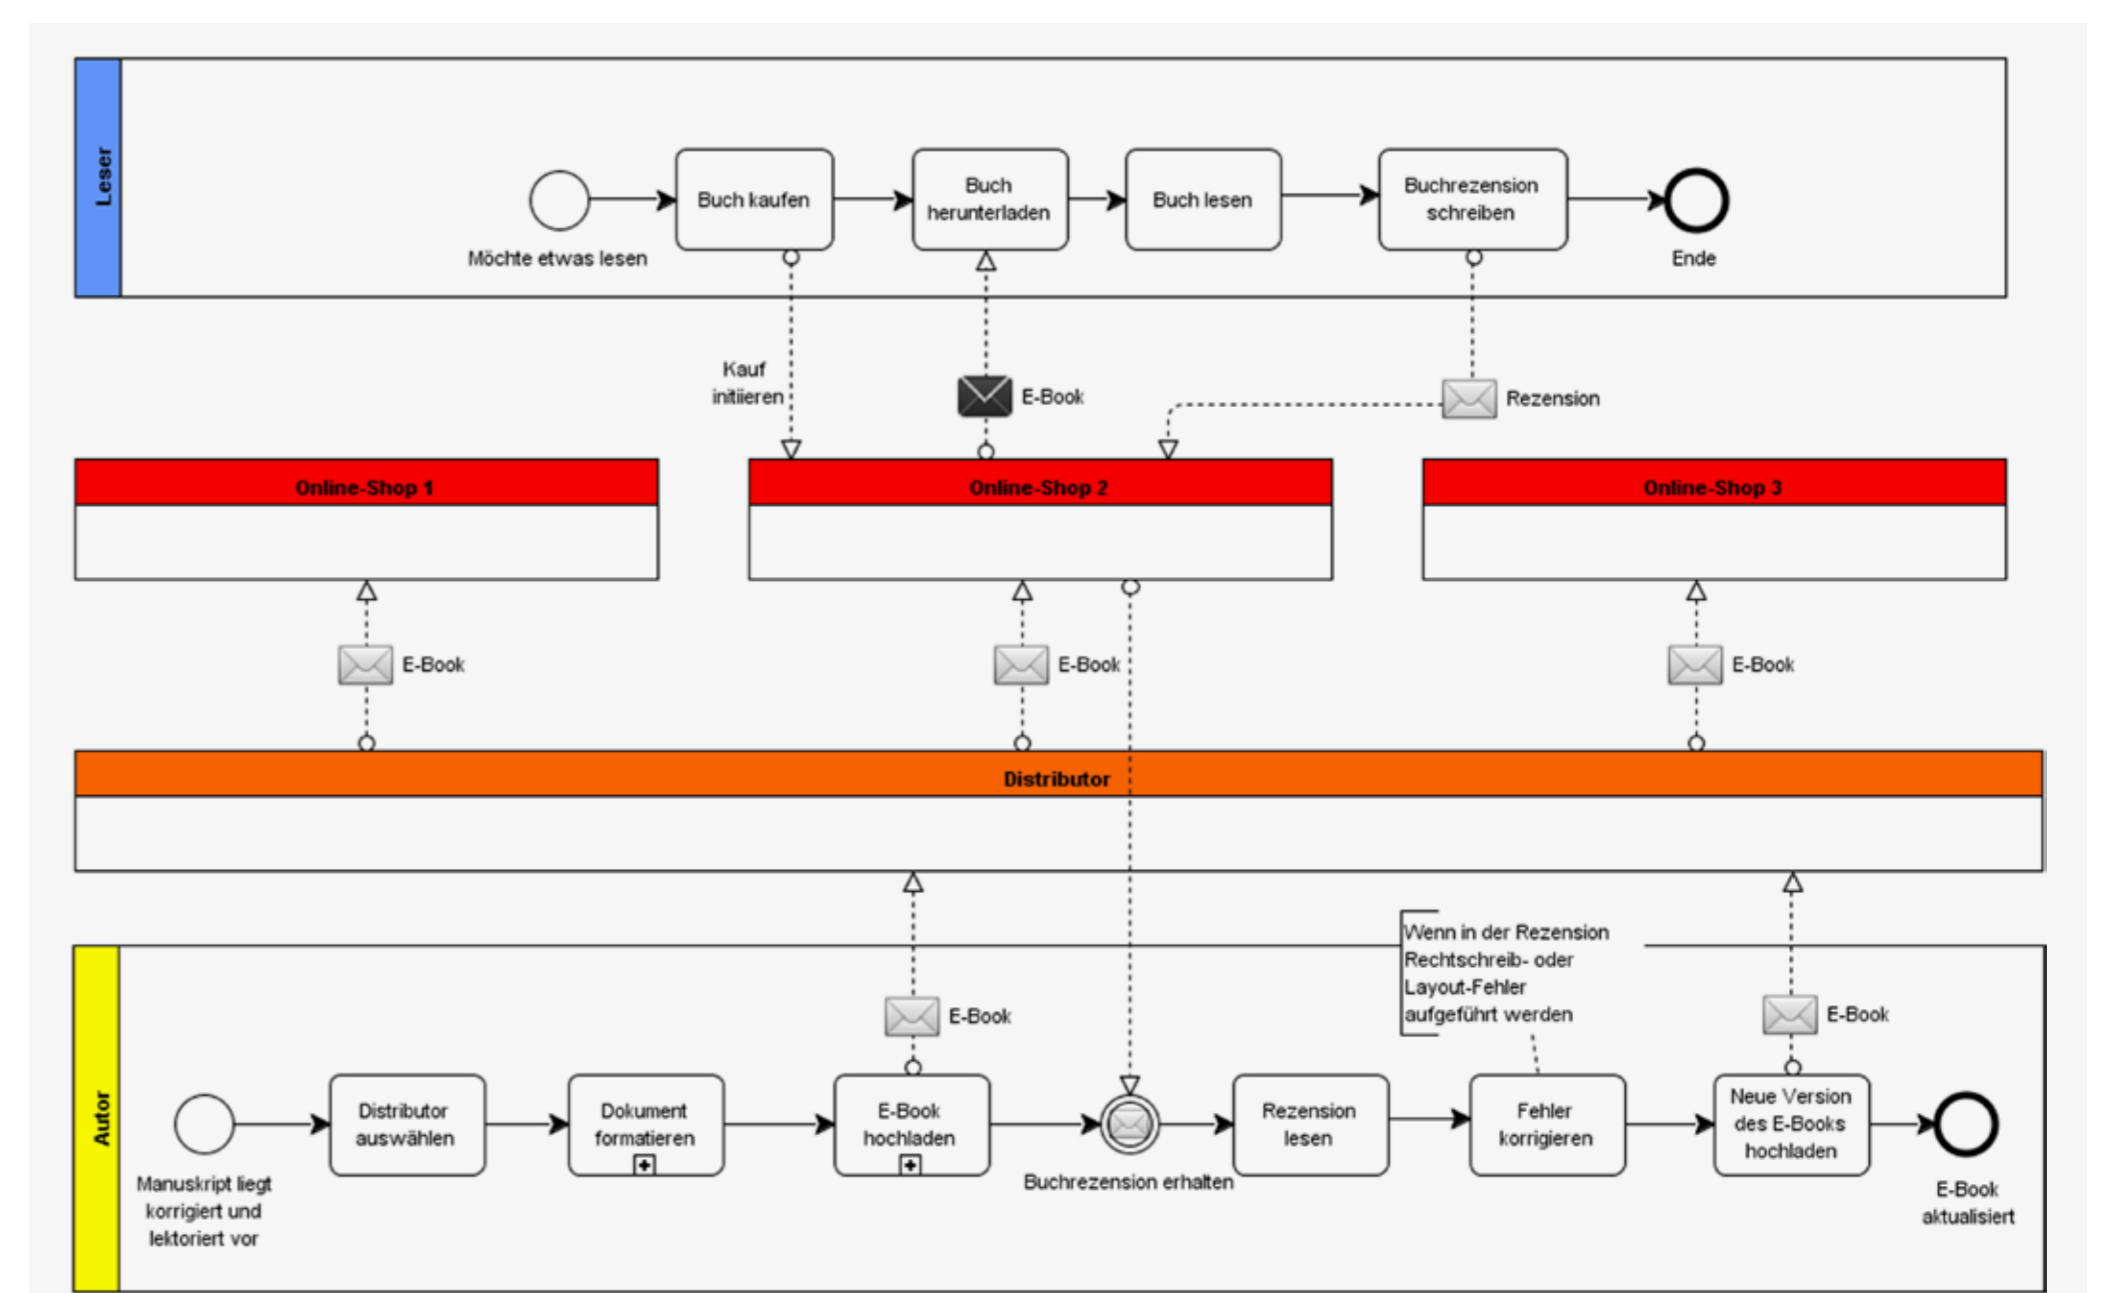 Leser
Buch kaufen
Buch
herunterladen
Buch lesen
Buchrezension
schreiben
Möchte etwas lesen
Ende
Kauf
initiieren
E-Book
Rezension
Online-Shop 1
Online-Shop 2
Online-Shop 3
E-Book
E-Book
E-Book
Distributor
Wenn in der Rezension
Rechtschreib- oder
Layout-Fehler
aufgeführt werden
E-Book
E-Book
Autor
Manuskript liegt
korrigiert und
lektoriert vor
Distributor
auswählen
Dokument
formatieren
E-Book
hochladen
Buchrezension erhalten
Rezension
lesen
Fehler
korrigieren
Neue Version
des E-Books
hochladen
E-Book
aktualisiert